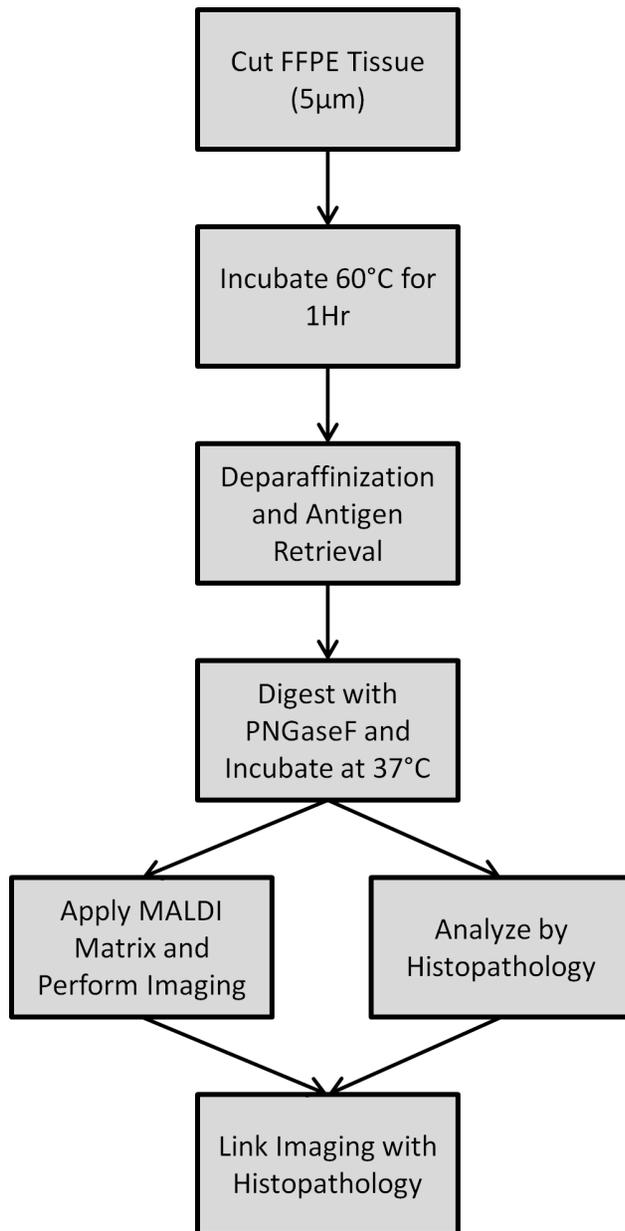 Cut FFPE Tissue
(5µm)
Incubate 60°C for
1Hr
Deparaffinization
and Antigen
Retrieval
Digest with
PNGaseF and
Incubate at 37°C
Apply MALDI
Matrix and
Perform Imaging
Analyze by
Histopathology
Link Imaging with
Histopathology